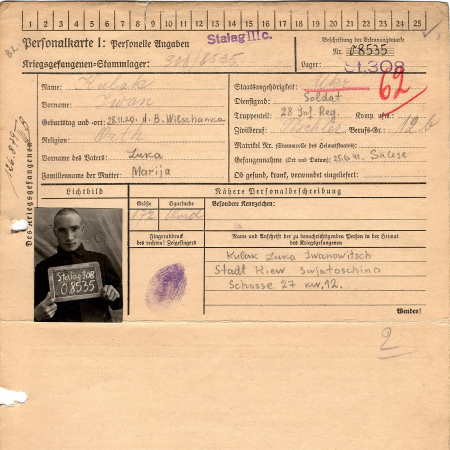 1 2 3 4 5 6 7 8 9 10 11 12 13 14 15 16 17 18 19 20 21 22 23 24 25
Personalkarte I: Personelle Angaben
Stalag IIIc.
Beschriftung der Erkennungsmarke
Nr. 08535
Kriegsgefangenen-Stammlager: 308/8535.
Lager: St.308
62
Des Kriegsgefangenen
Name: Kulak
Vorname: Iwan
Geburtstag und -ort: 28.11.20. N.B. Wilschanka
Religion: Orth
Vorname des Vaters: Luka
Familienname der Mutter: Marija
Staatsangehörigkeit: Ukr
Dienstgrad: Soldat
Truppenteil: 28 Inf. Reg. Komp. usw.:
Zivilberuf: Tischler Berufs-Gr.: 12b
Matrikel Nr. (Stammrolle des Heimatstaates):
Gefangennahme (Ort und Datum): 25.6.41.
Ob gesund, krank, verwundet eingeliefert:
Lichtbild
Nähere Personalbeschreibung
Größe
Haarfarbe
Besondere Kennzeichen:
172
Fingerabdruck
des rechten! Zeigefingers
Name und Anschrift der zu benachrichtigenden Person in der Heimat
des Kriegsgefangenen
Kulak Luka Iwanowitsch
Stadt Kiew Swjatoschino
Schosse 27 kw. 12...
Stalag 308
08535
Wenden!
2